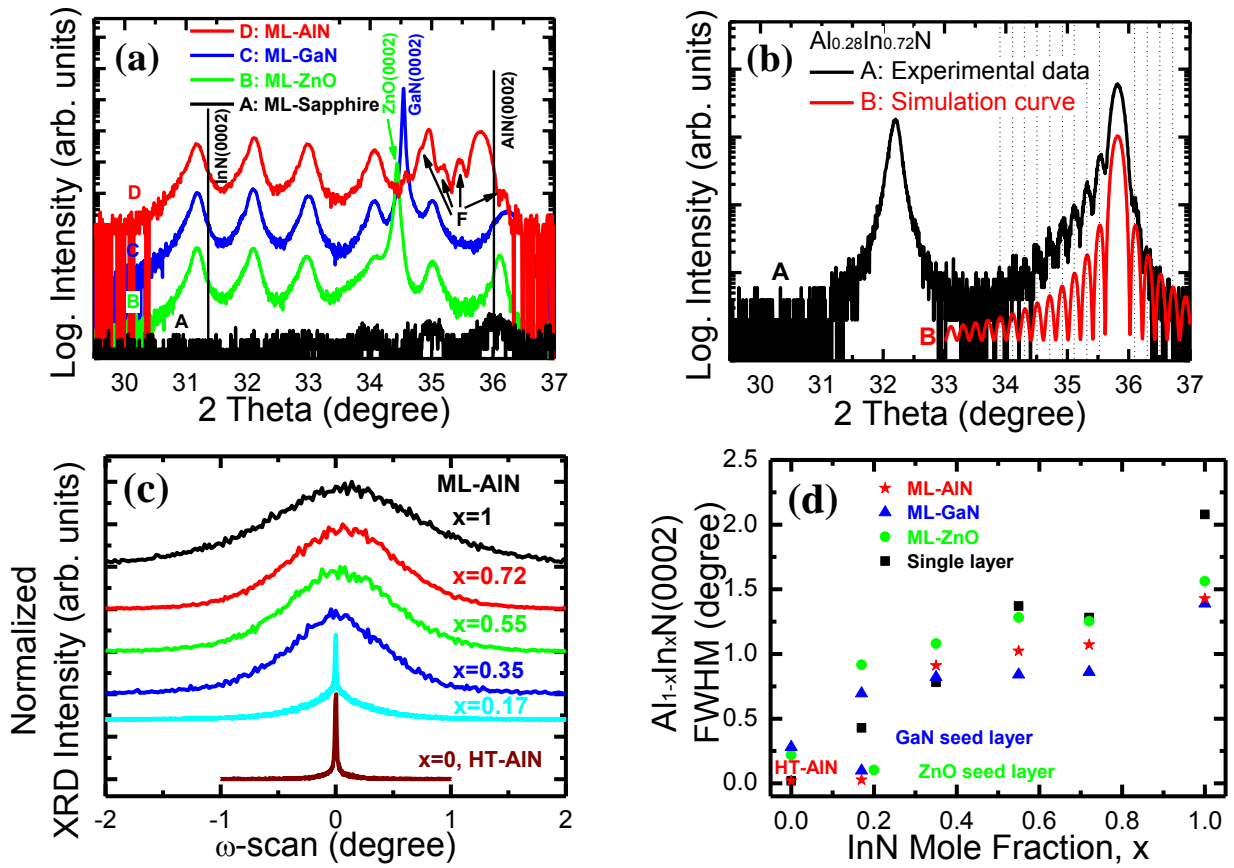 (a)
D: ML-AlN
C: ML-GaN
B: ML-ZnO
A: ML-Sapphire
InN(0002)
ZnO(0002)
GaN(0002)
AlN(0002)
D
C
B
A
F
Log. Intensity (arb. units)
30 31 32 33 34 35 36 37
2 Theta (degree)
(b)
Al0.28In0.72N
A: Experimental data
B: Simulation curve
A
B
Log. Intensity (arb. units)
30 31 32 33 34 35 36 37
2 Theta (degree)
(c)
ML-AlN
x=1
x=0.72
x=0.55
x=0.35
x=0.17
x=0, HT-AlN
Normalized
XRD Intensity (arb. units)
-2 -1 0 1 2
ω-scan (degree)
(d)
ML-AlN
ML-GaN
ML-ZnO
Single layer
GaN seed layer
HT-AlN
ZnO seed layer
Al1-xInxN(0002)
FWHM (degree)
2.5
2.0
1.5
1.0
0.5
0.0
0.0 0.2 0.4 0.6 0.8 1.0
InN Mole Fraction, x